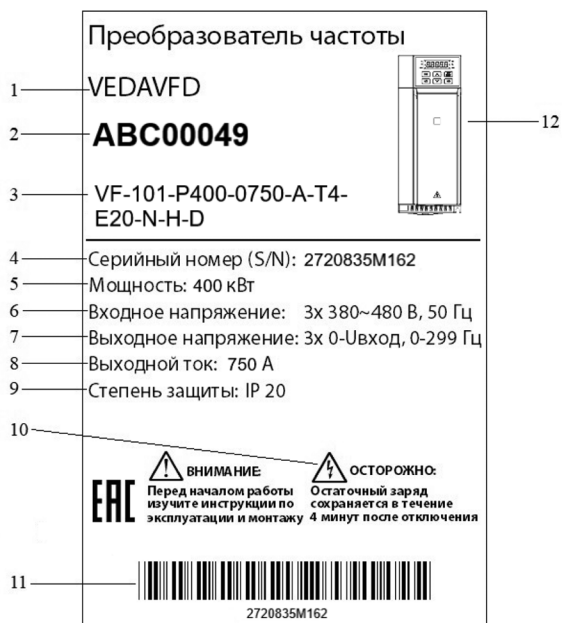 Преобразователь частоты
1 VEDAVFD
2 ABC00049
12
3 VF-101-P400-0750-A-T4-
E20-N-H-D
4 Серийный номер (S/N): 2720835M162
5 Мощность: 400 кВт
6 Входное напряжение: 3x 380~480 В, 50 Гц
7 Выходное напряжение: 3x 0-Uвход, 0-299 Гц
8 Выходной ток: 750 А
9 Степень защиты: IP 20
10
ВНИМАНИЕ:
Перед началом работы
изучите инструкции по
эксплуатации и монтажу
ОСТОРОЖНО:
Остаточный заряд
сохраняется в течение
4 минут после отключения
EAC
11
2720835M162